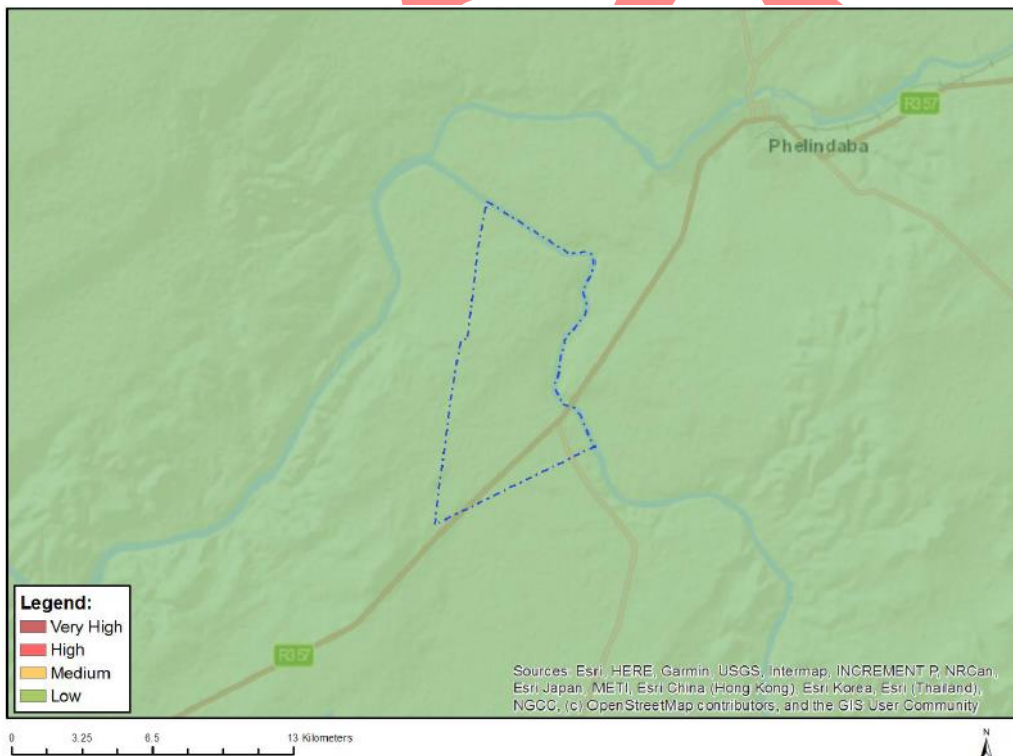 R357
Phelindaba
R357
Legend:
Very High
High
Medium
Low
Sources: Esri, HERE, Garmin, USGS, Intermap, INCREMENT P, NRCan,
Esri Japan, METI, Esri China (Hong Kong), Esri Korea, Esri (Thailand),
NGCC, (c) OpenStreetMap contributors, and the GIS User Community
0 3.25 6.5 13 Kilometers
N